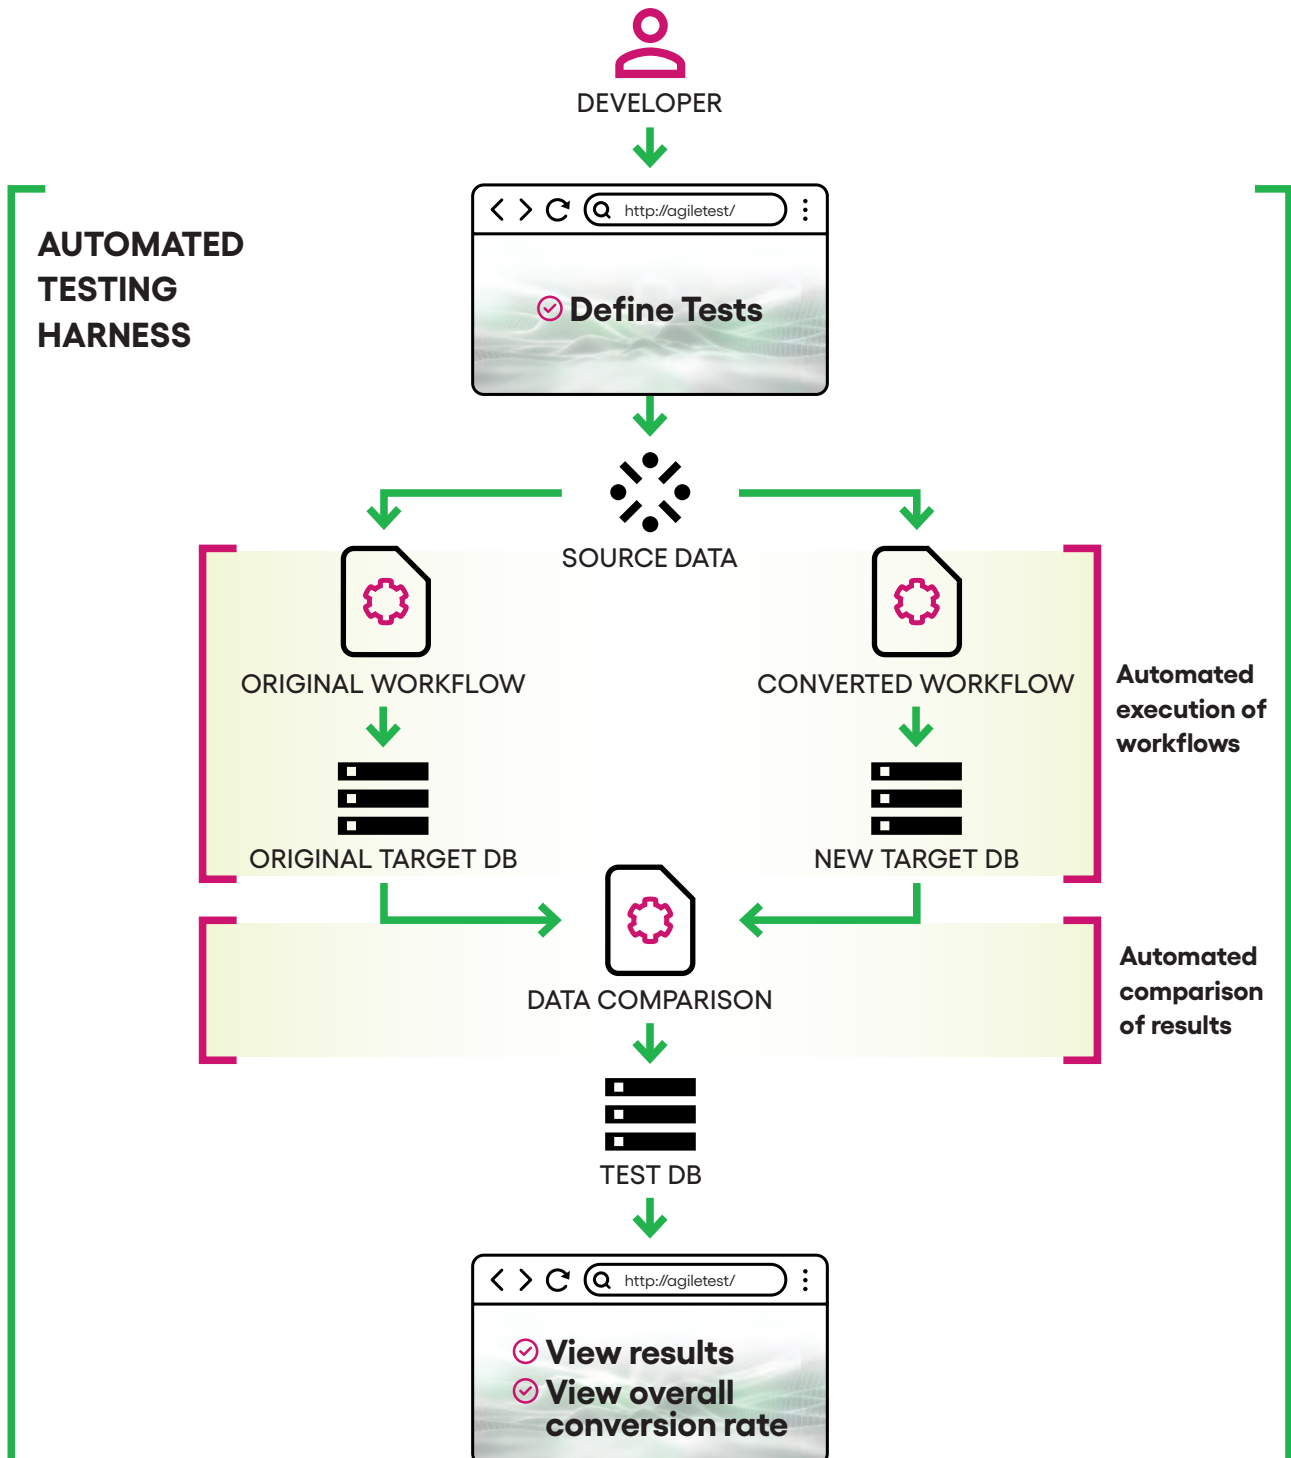 DEVELOPER
http://agiletest/
AUTOMATED
TESTING
HARNESS
Define Tests
SOURCE DATA
ORIGINAL WORKFLOW
CONVERTED WORKFLOW
Automated
execution of
workflows
ORIGINAL TARGET DB
NEW TARGET DB
Automated
comparison
of results
DATA COMPARISON
TEST DB
http://agiletest/
View results
View overall
conversion rate